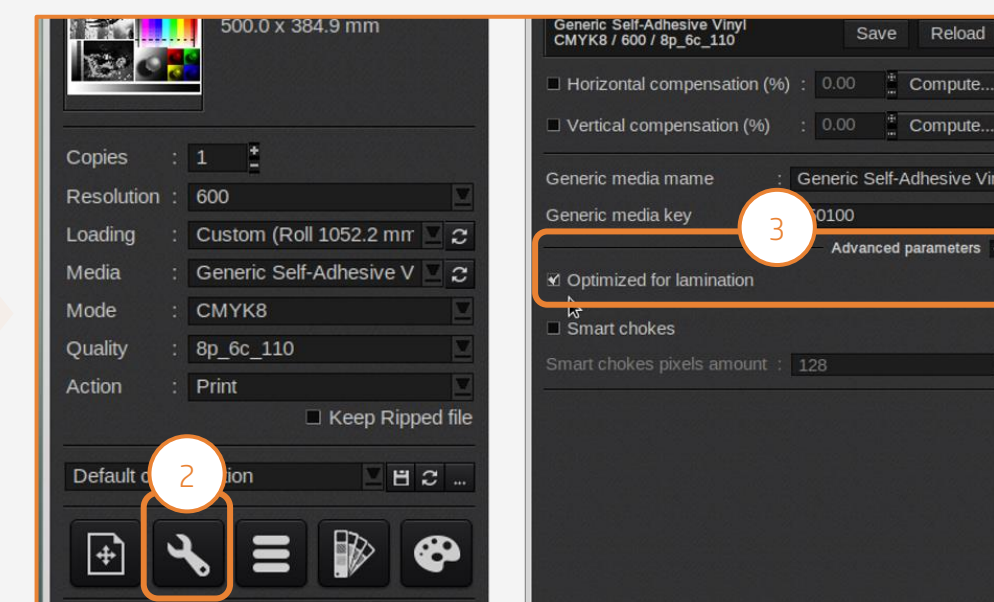 500.0 x 384.9 mm
Copies : 1
Resolution : 600
Loading : Custom (Roll 1052.2 mm
Media : Generic Self-Adhesive V
Mode : CMYK8
Quality : 8p_6c_110
Action : Print
Keep Ripped file
Default
2
Generic Self-Adhesive Vinyl
CMYK8 / 600 / 8p_6c_110
Save Reload
Horizontal compensation (%) : 0.00 Compute...
Vertical compensation (%) : 0.00 Compute...
Generic media mame : Generic Self-Adhesive Vin
Generic media key 0100
3
Advanced parameters
Optimized for lamination
Smart chokes
Smart chokes pixels amount : 128